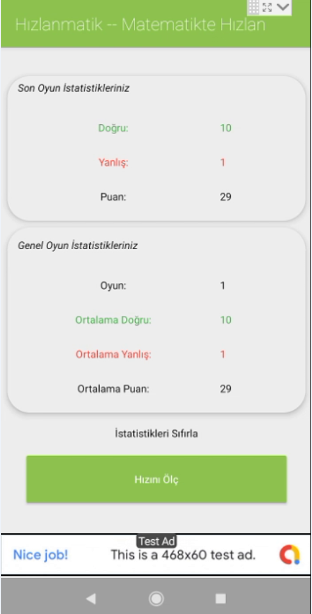 Hızlanmatik -- Matematikte Hızlan
Son Oyun İstatistikleriniz
Doğru: 10
Yanlış: 1
Puan: 29
Genel Oyun İstatistikleriniz
Oyun: 1
Ortalama Doğru: 10
Ortalama Yanlış: 1
Ortalama Puan: 29
İstatistikleri Sıfırla
Hızını Ölç
Test Ad
Nice job! This is a 468x60 test ad.